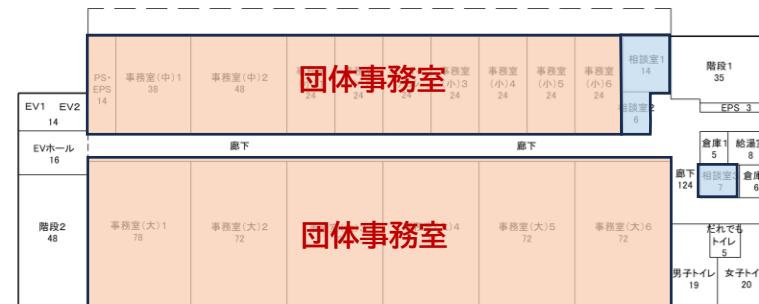 PS・
EPS
14
事務室(中)1
38
事務室(中)2
48
24
24
24
事務室
(小)3
24
事務室
(小)4
24
事務室
(小)5
24
事務室
(小)6
24
団体事務室
相談室1
14
相談室2
6
階段1
35
EPS 3
EV1 EV2
14
EVホール
16
廊下
廊下
倉庫1
5
給湯室
8
廊下
124
相談室3
7
倉庫
6
階段2
48
事務室(大)1
78
事務室(大)2
72
事務室(大)5
72
事務室(大)6
72
団体事務室
だれでも
トイレ
5
男子トイレ
19
女子トイ
20